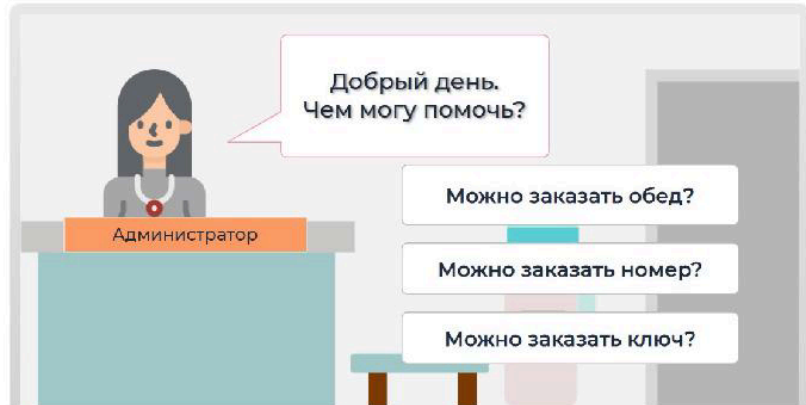 Добрый день.
Чем могу помочь?
Можно заказать обед?
Администратор
Можно заказать номер?
Можно заказать ключ?